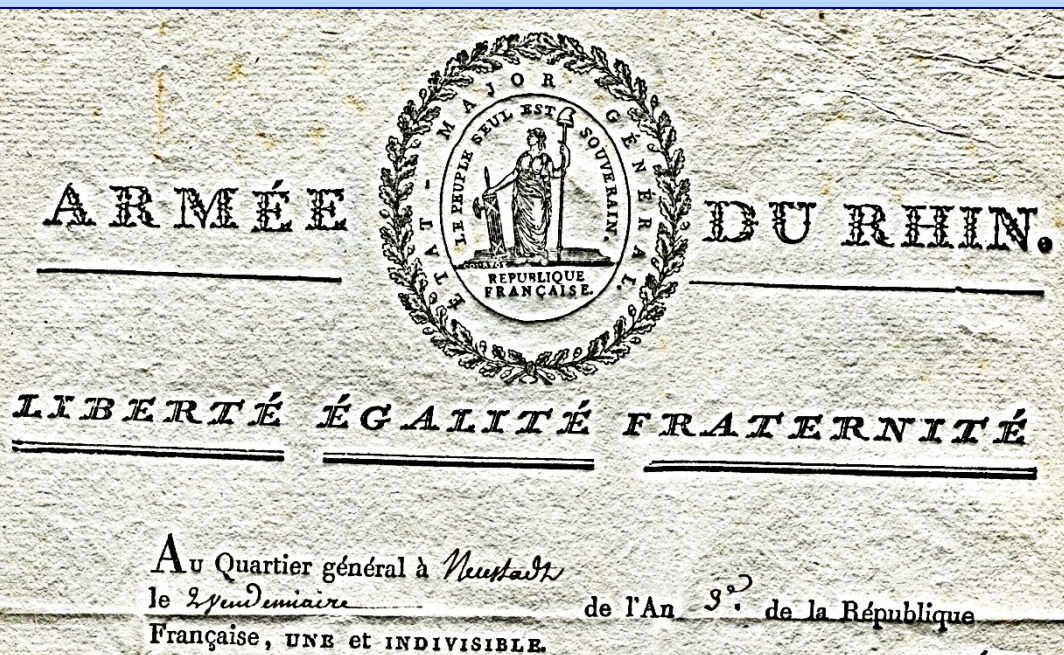 ARMÉE DU RHIN.
ÉTAT-MAJOR GÉNÉRAL.
LE PEUPLE SEUL EST SOUVERAIN.
REPUBLIQUE
FRANÇAISE.
LIBERTÉ ÉGALITÉ FRATERNITÉ
Au Quartier général à Neustadt
le 2 Vendemiaire de l'An 3e. de la République
Française, UNE et INDIVISIBLE.